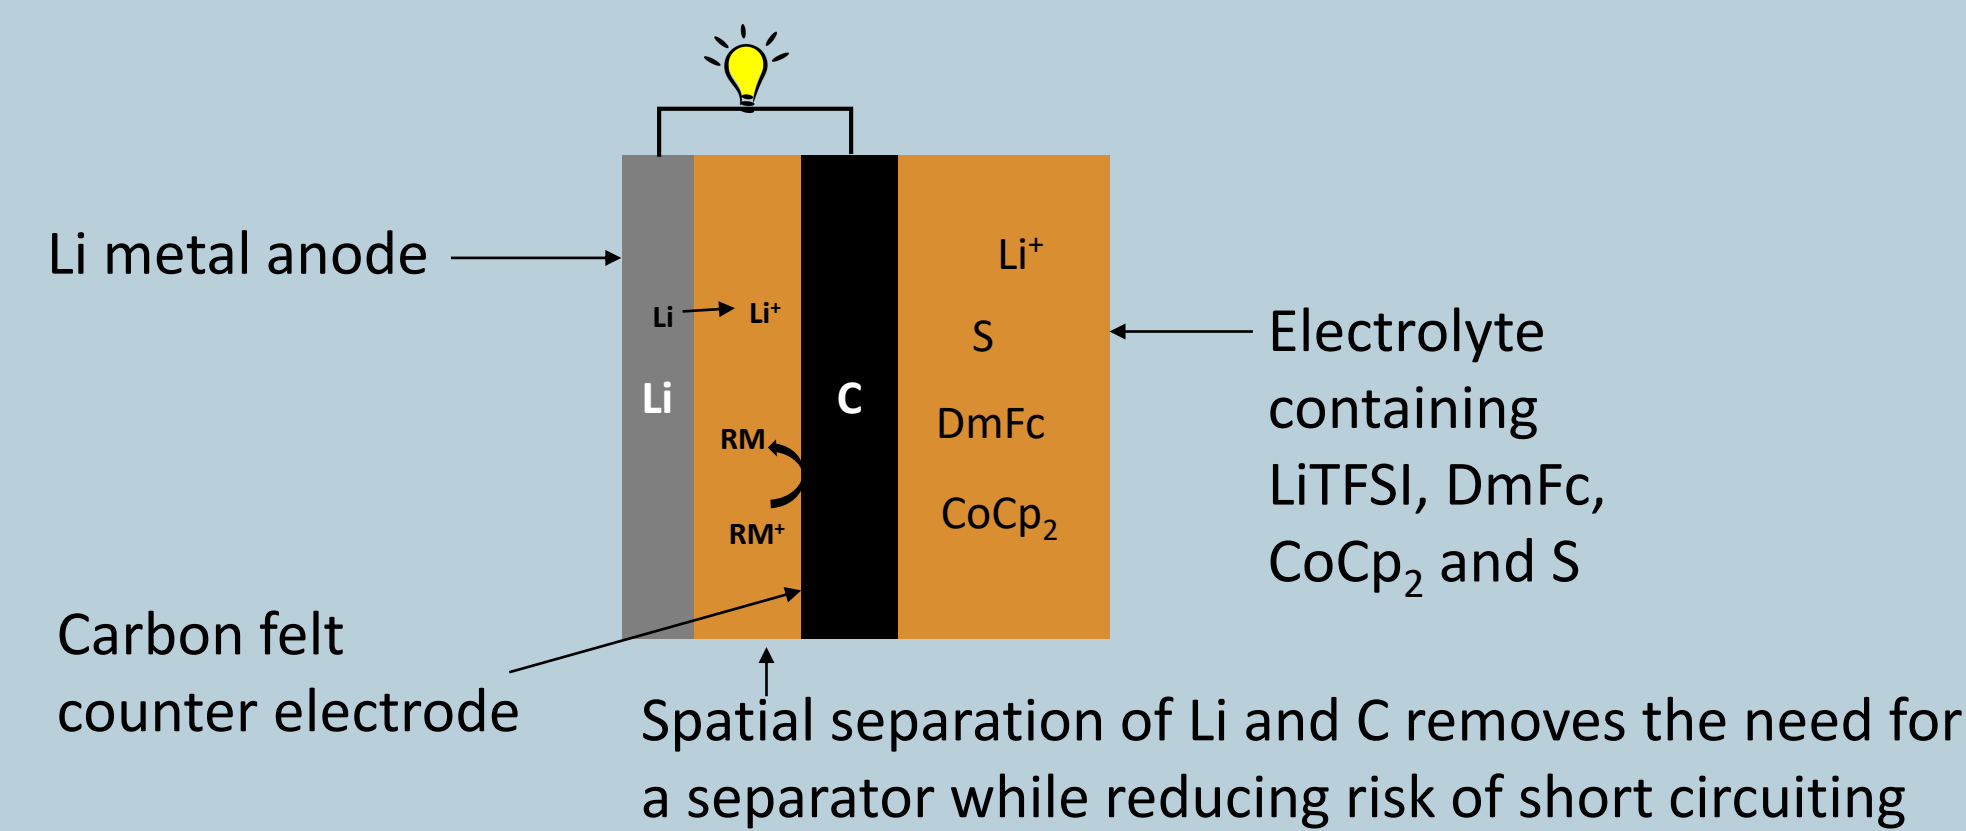 Li metal anode
Li
Li⁺
Li⁺
S
Li
C
RM
DmFc
RM⁺
CoCp₂
Electrolyte
containing
LiTFSI, DmFc,
CoCp₂ and S
Carbon felt
counter electrode
Spatial separation of Li and C removes the need for
a separator while reducing risk of short circuiting